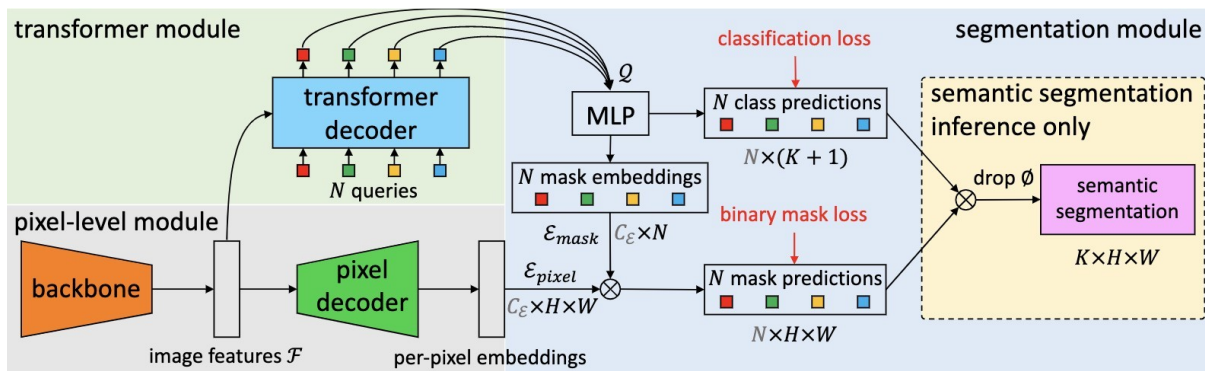 transformer module
transformer
decoder
N queries
pixel-level module
backbone
image features ℱ
pixel
decoder
per-pixel embeddings
segmentation module
𝒬
MLP
classification loss
N class predictions
N×(K + 1)
N mask embeddings
ℰmask
Cℰ×N
ℰpixel
Cℰ×H×W
binary mask loss
N mask predictions
N×H×W
semantic segmentation
inference only
drop ∅
semantic
segmentation
K×H×W